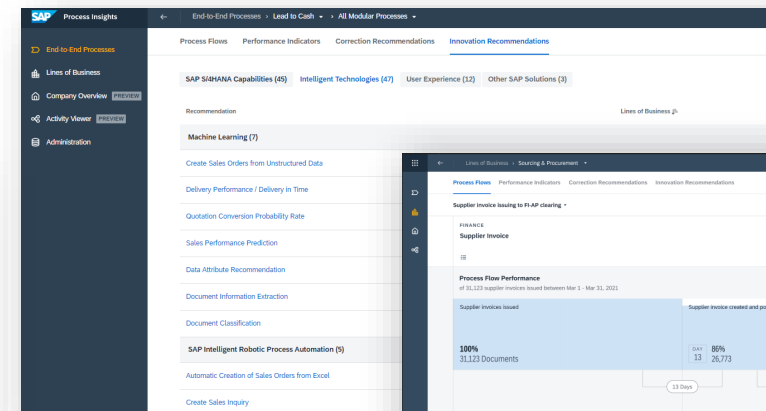 SAP Process Insights
← End-to-End Processes > Lead to Cash > All Modular Processes
End-to-End Processes
Lines of Business
Company Overview PREVIEW
Activity Viewer PREVIEW
Administration
Process Flows Performance Indicators Correction Recommendations Innovation Recommendations
SAP S/4HANA Capabilities (45) Intelligent Technologies (47) User Experience (12) Other SAP Solutions (3)
Recommendation Lines of Business
Machine Learning (7)
Create Sales Orders from Unstructured Data
Delivery Performance / Delivery in Time
Quotation Conversion Probability Rate
Sales Performance Prediction
Data Attribute Recommendation
Document Information Extraction
Document Classification
SAP Intelligent Robotic Process Automation (5)
Automatic Creation of Sales Orders from Excel
Create Sales Inquiry
← Lines of Business > Sourcing & Procurement
Process Flows Performance Indicators Correction Recommendations Innovation Recommendations
Supplier invoice issuing to FI-AP clearing
FINANCE
Supplier Invoice
Process Flow Performance
of 31,123 supplier invoices issued between Mar 1 - Mar 31, 2021
Supplier invoices issued Supplier invoice created and po
100% DAY 86%
31,123 Documents 13 26,773
13 Days